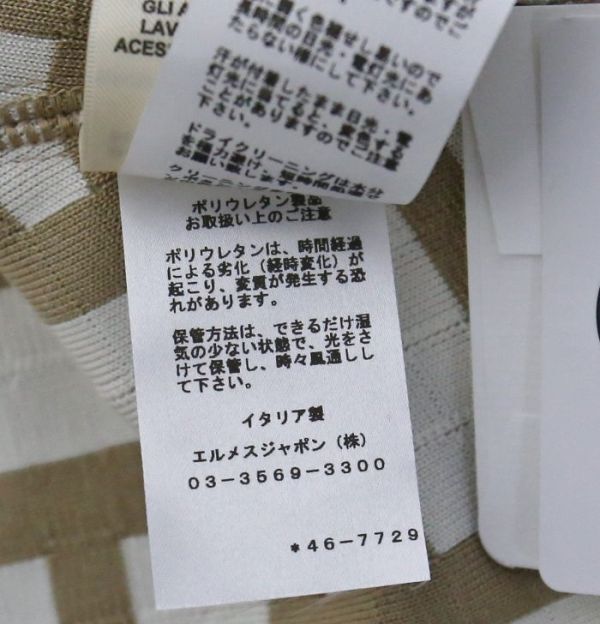 GLI A
LAV
ACES
に置く色褪せし易いので
長時間の日光・電灯光にあ
たらない様にして下さい。
汗が付着したまま日光・電
灯光に当てると、変色する
ことがありますのでご注意
下さい。
ドライクリーニングは
ポリウレタン製品
お取扱い上のご注意
ポリウレタンは、時間経過
による劣化（経時変化）が
起こり、変質が発生する恐
れがあります。
保管方法は、できるだけ湿
気の少ない状態で、光をさ
けて保管し、時々風通しし
て下さい。
イタリア製
エルメスジャポン（株）
03-3569-3300
*46-7729